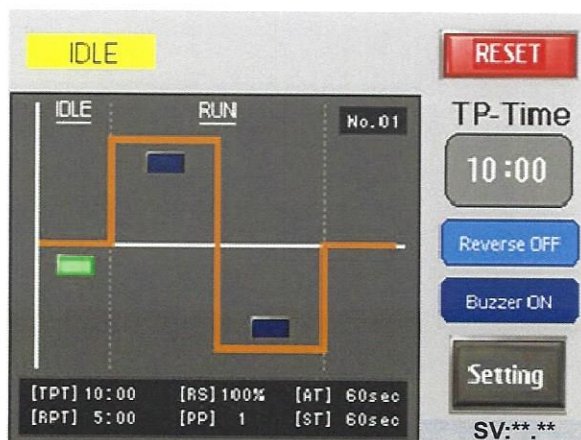 IDLE
RESET
IDLE RUN No.01
TP-Time
10:00
Reverse OFF
Buzzer ON
Setting
[TPT] 10:00 [RS] 100% [AT] 60sec
[RPT] 5:00 [PP] 1 [ST] 60sec
SV:**.**